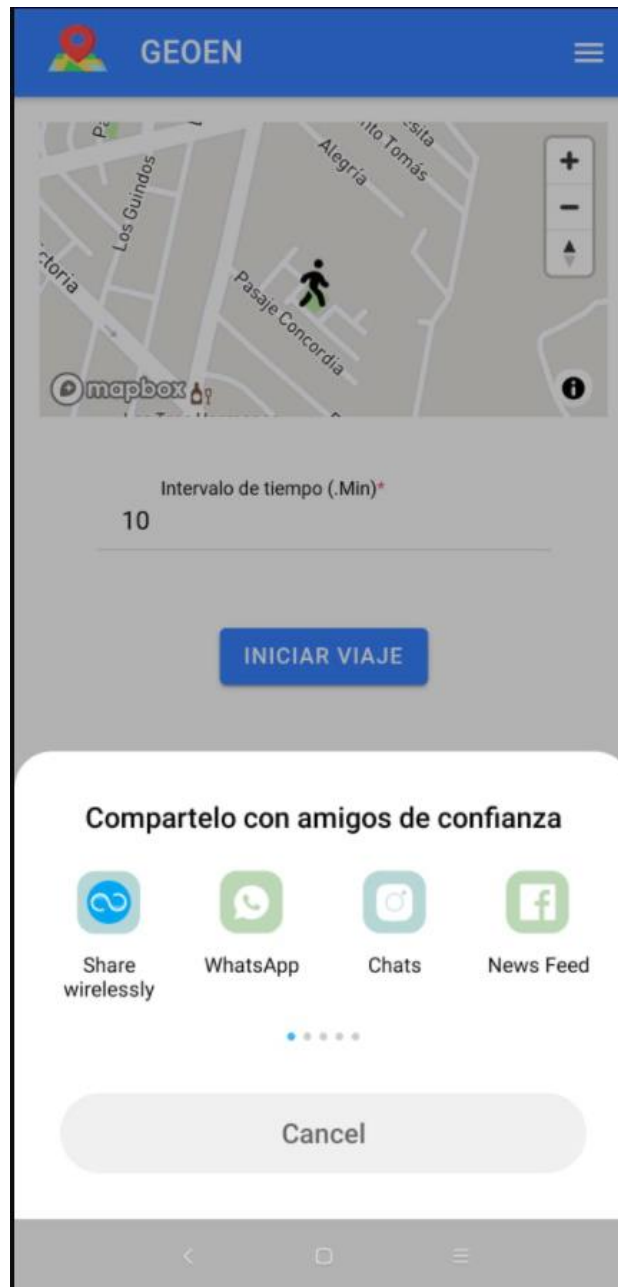 GEOEN
Alegría
Los Guindos
Pasaje Concordia
mapbox
Intervalo de tiempo (.Min)*
10
INICIAR VIAJE
Compartelo con amigos de confianza
Share wirelessly
WhatsApp
Chats
News Feed
Cancel